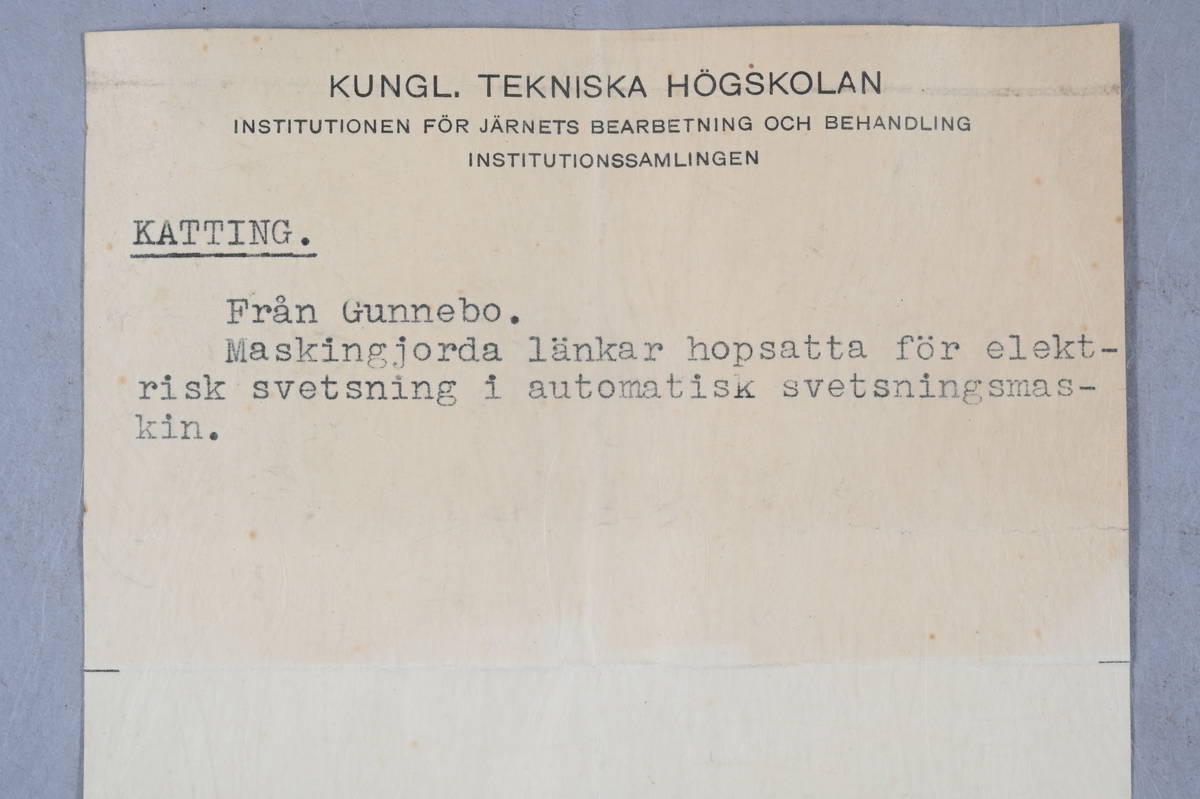 KUNGL. TEKNISKA HÖGSKOLAN
INSTITUTIONEN FÖR JÄRNETS BEARBETNING OCH BEHANDLING
INSTITUTIONSSAMLINGEN
KATTING.
Från Gunnebo.
Maskingjorda länkar hopsatta för elekt-
risk svetsning i automatisk svetsningsmas-
kin.